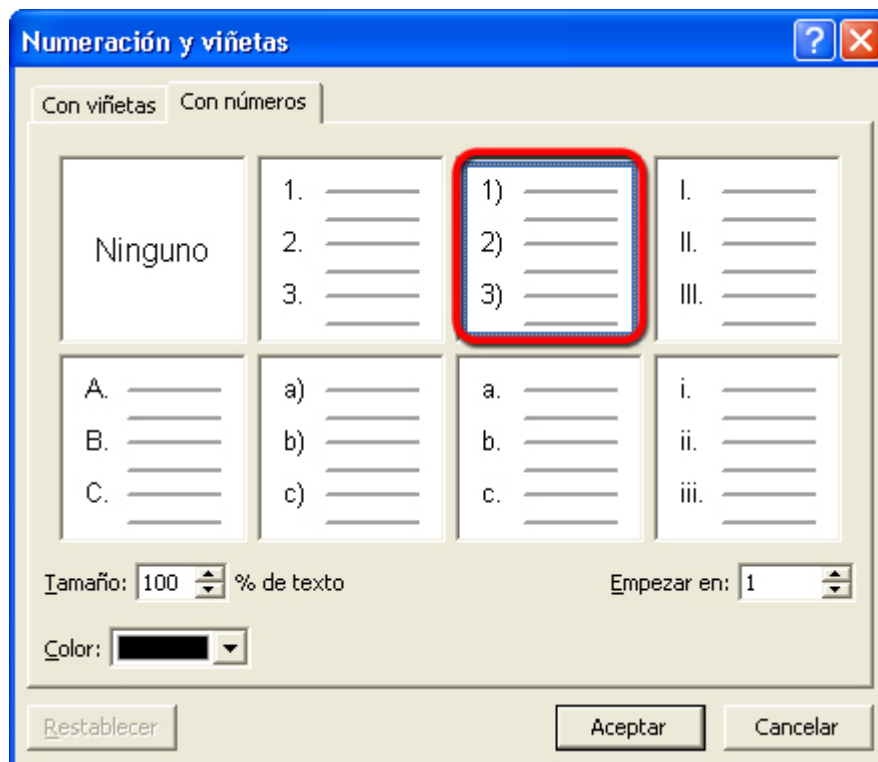 Numeración y viñetas
Con viñetas Con números
Ninguno
1.
2.
3.
1)
2)
3)
I.
II.
III.
A.
B.
C.
a)
b)
c)
a.
b.
c.
i.
ii.
iii.
Tamaño: 100 % de texto Empezar en: 1
Color:
Restablecer Aceptar Cancelar